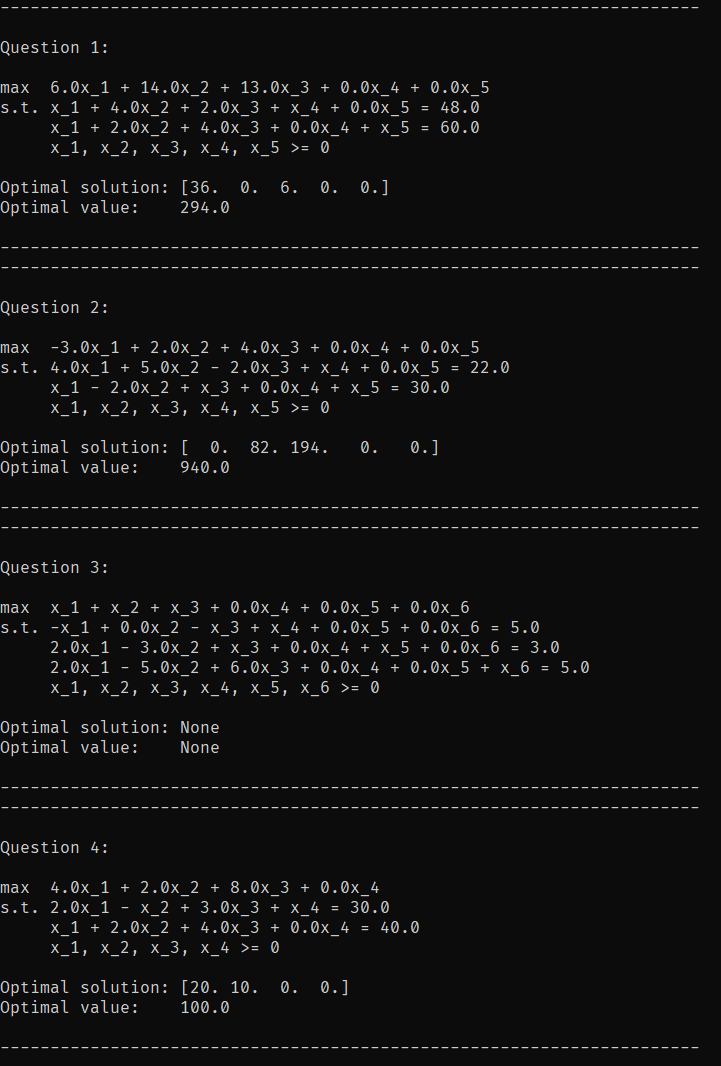 ----------------------------------------------------------------------
Question 1:
max  6.0x_1 + 14.0x_2 + 13.0x_3 + 0.0x_4 + 0.0x_5
s.t. x_1 + 4.0x_2 + 2.0x_3 + x_4 + 0.0x_5 = 48.0
     x_1 + 2.0x_2 + 4.0x_3 + 0.0x_4 + x_5 = 60.0
     x_1, x_2, x_3, x_4, x_5 >= 0
Optimal solution: [36.  0.  6.  0.  0.]
Optimal value:    294.0
----------------------------------------------------------------------
----------------------------------------------------------------------
Question 2:
max  -3.0x_1 + 2.0x_2 + 4.0x_3 + 0.0x_4 + 0.0x_5
s.t. 4.0x_1 + 5.0x_2 - 2.0x_3 + x_4 + 0.0x_5 = 22.0
     x_1 - 2.0x_2 + x_3 + 0.0x_4 + x_5 = 30.0
     x_1, x_2, x_3, x_4, x_5 >= 0
Optimal solution: [  0.  82. 194.   0.   0.]
Optimal value:    940.0
----------------------------------------------------------------------
----------------------------------------------------------------------
Question 3:
max  x_1 + x_2 + x_3 + 0.0x_4 + 0.0x_5 + 0.0x_6
s.t. -x_1 + 0.0x_2 - x_3 + x_4 + 0.0x_5 + 0.0x_6 = 5.0
     2.0x_1 - 3.0x_2 + x_3 + 0.0x_4 + x_5 + 0.0x_6 = 3.0
     2.0x_1 - 5.0x_2 + 6.0x_3 + 0.0x_4 + 0.0x_5 + x_6 = 5.0
     x_1, x_2, x_3, x_4, x_5, x_6 >= 0
Optimal solution: None
Optimal value:    None
----------------------------------------------------------------------
----------------------------------------------------------------------
Question 4:
max  4.0x_1 + 2.0x_2 + 8.0x_3 + 0.0x_4
s.t. 2.0x_1 - x_2 + 3.0x_3 + x_4 = 30.0
     x_1 + 2.0x_2 + 4.0x_3 + 0.0x_4 = 40.0
     x_1, x_2, x_3, x_4 >= 0
Optimal solution: [20. 10.  0.  0.]
Optimal value:    100.0
----------------------------------------------------------------------